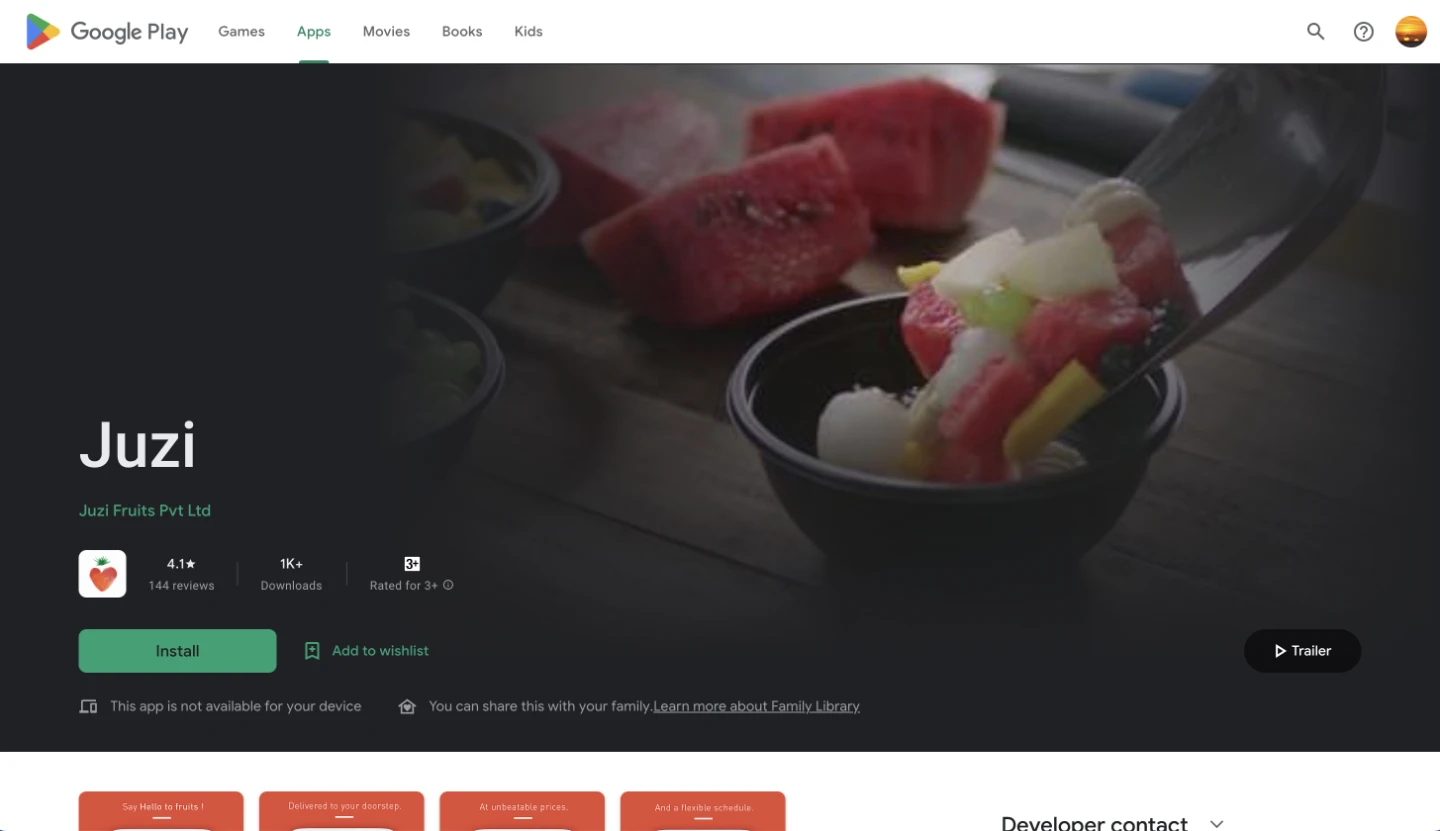 Google Play Games Apps Movies Books Kids
Juzi
Juzi Fruits Pvt Ltd
4.1★ 1K+ 3+
144 reviews Downloads Rated for 3+
Install Add to wishlist Trailer
This app is not available for your device You can share this with your family.Learn more about Family Library
Say Hello to fruits ! Delivered to your doorstep. At unbeatable prices. And a flexible schedule.
Developer contact